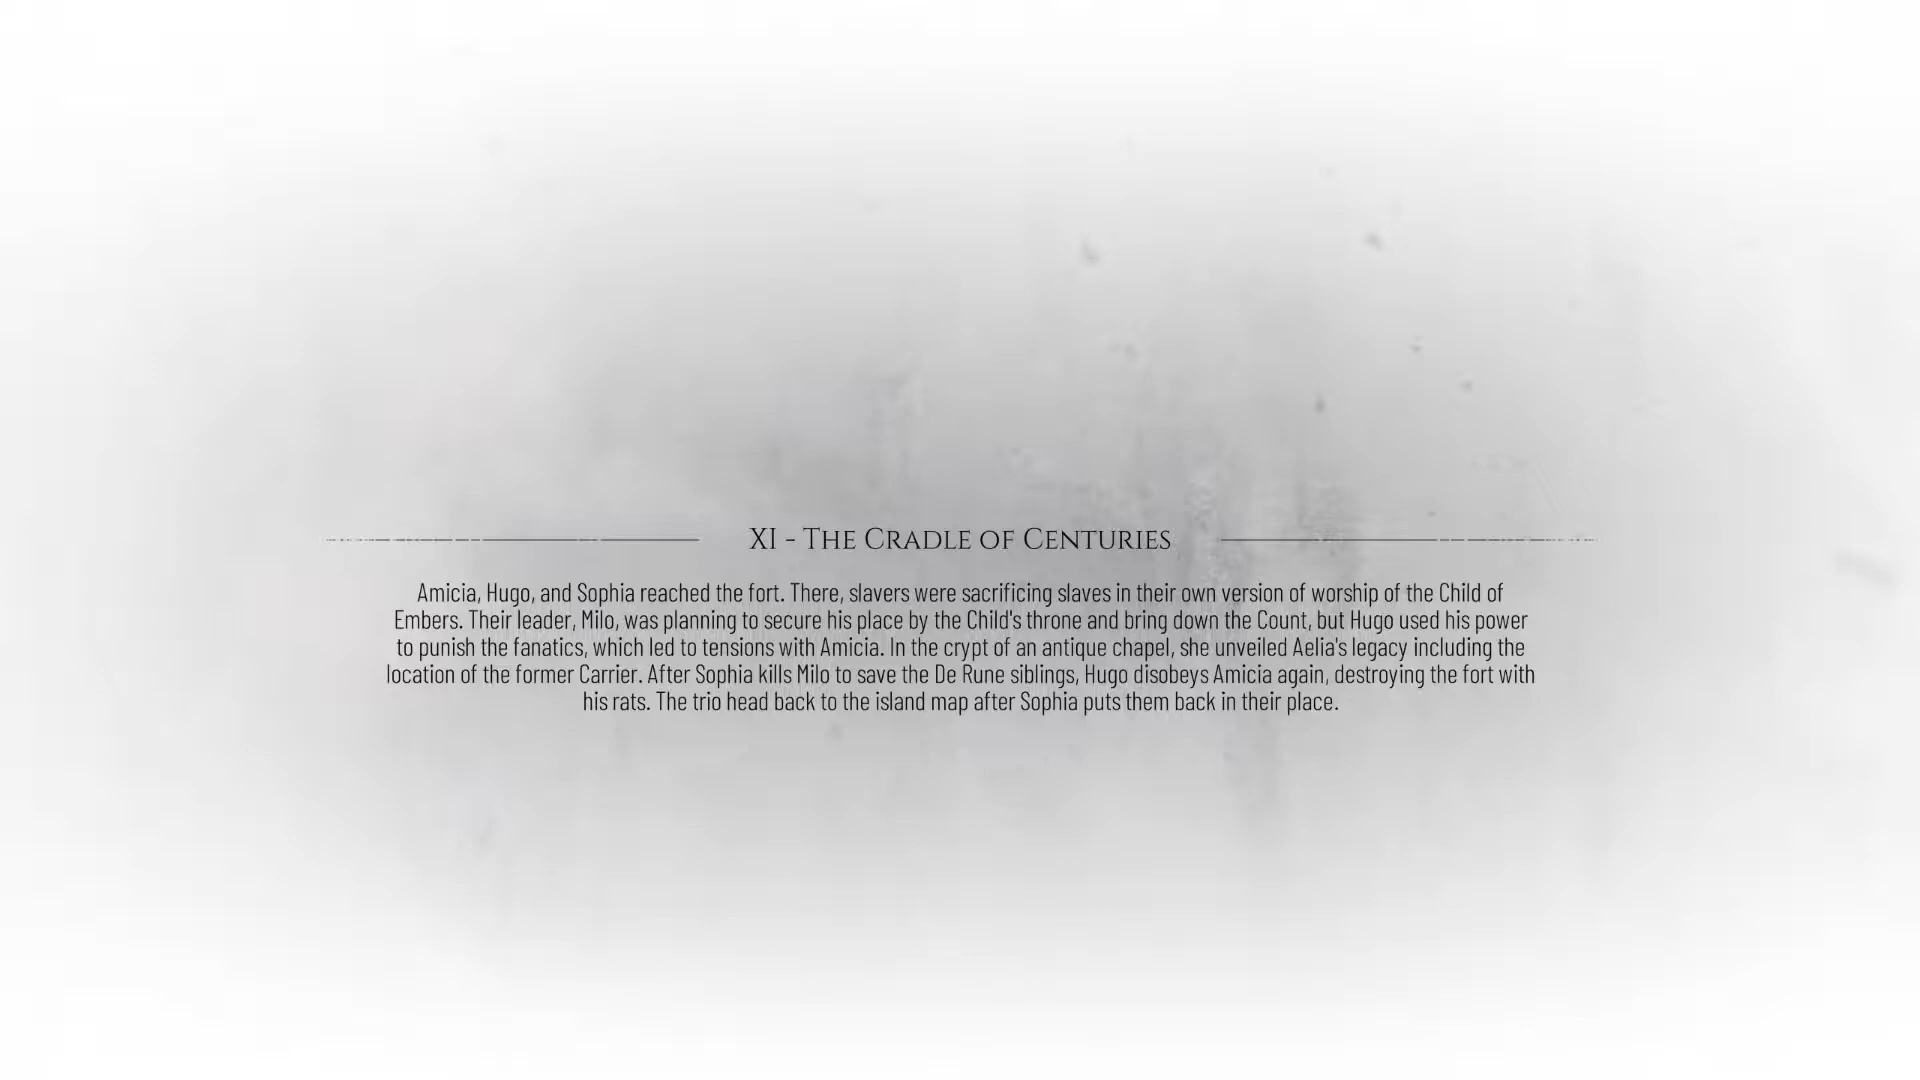 XI - The Cradle of Centuries
Amicia, Hugo, and Sophia reached the fort. There, slavers were sacrificing slaves in their own version of worship of the Child of
Embers. Their leader, Milo, was planning to secure his place by the Child's throne and bring down the Count, but Hugo used his power
to punish the fanatics, which led to tensions with Amicia. In the crypt of an antique chapel, she unveiled Aelia's legacy including the
location of the former Carrier. After Sophia kills Milo to save the De Rune siblings, Hugo disobeys Amicia again, destroying the fort with
his rats. The trio head back to the island map after Sophia puts them back in their place.